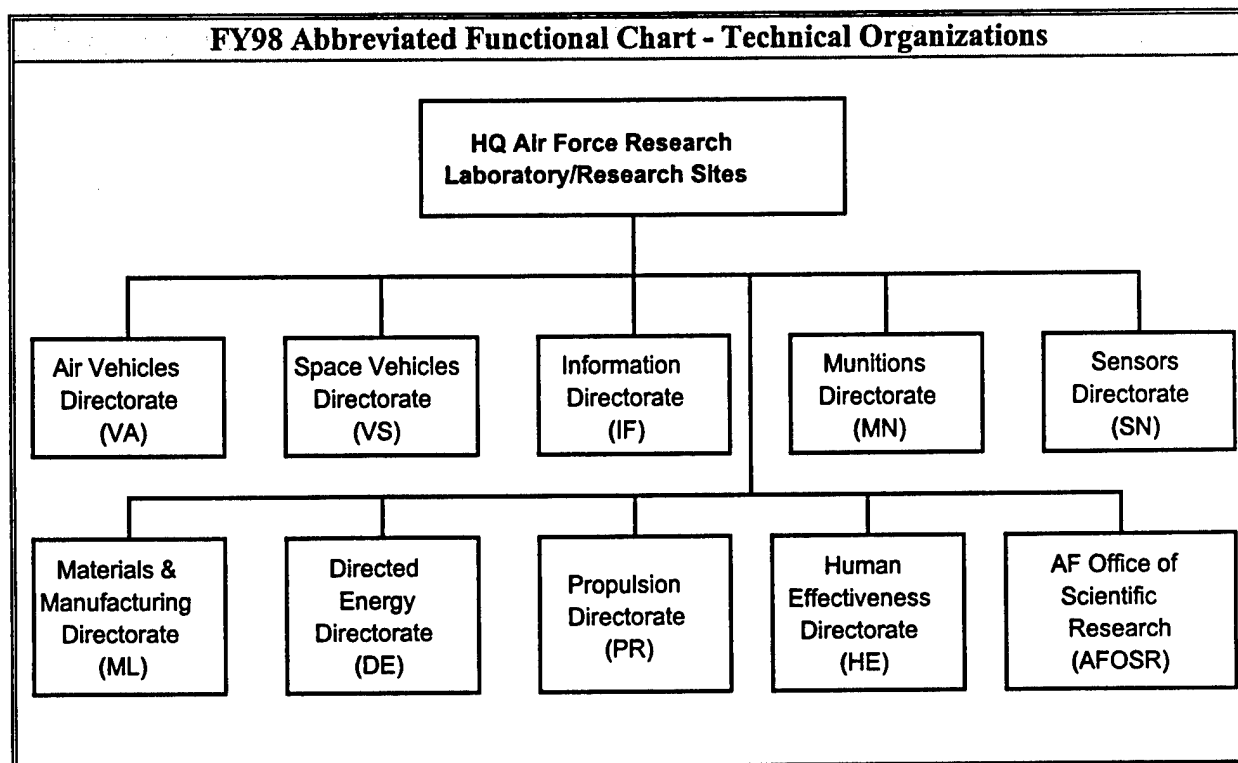 FY98 Abbreviated Functional Chart - Technical Organizations
HQ Air Force Research
Laboratory/Research Sites
Air Vehicles
Directorate
(VA)
Space Vehicles
Directorate
(VS)
Information
Directorate
(IF)
Munitions
Directorate
(MN)
Sensors
Directorate
(SN)
Materials &
Manufacturing
Directorate
(ML)
Directed
Energy
Directorate
(DE)
Propulsion
Directorate
(PR)
Human
Effectiveness
Directorate
(HE)
AF Office of
Scientific
Research
(AFOSR)